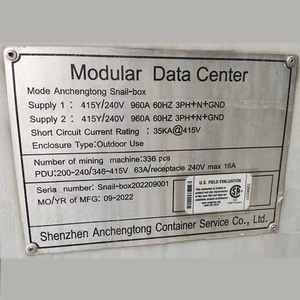 Modular Data Center
Mode Anchengtong Snail-box
Supply 1 : 415Y/240V 960A 60HZ 3PH+N+GND
Supply 2 : 415Y/240V 960A 60HZ 3PH+N+GND
Short Circuit Current Rating : 35KA@415V
Enclosure Type:Outdoor Use
Number of mining machine:336 pcs
PDU:200-240/346-415V 63A/receptacle 240V max 16A
Serial number: Snail-box202209001
MO/YR of MFG: 09-2022
U.S. FIELD EVALUATION
Shenzhen Anchengtong Container Service Co., Ltd.